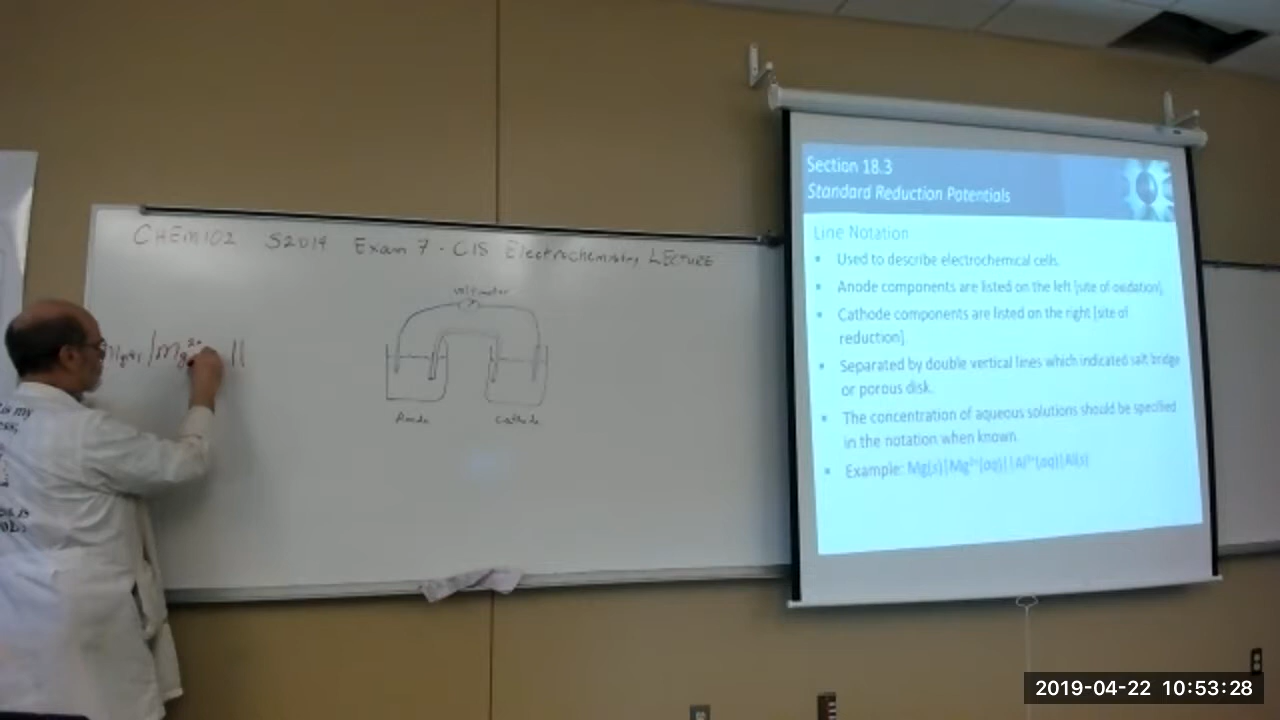 CHEM102 S2019 Exam 7 - C18 Electrochemistry LECTURE
voltmeter
Mg(s) | Mg2+ ||
Anode Cathode
Section 18.3
Standard Reduction Potentials
Line Notation
• Used to describe electrochemical cells.
• Anode components are listed on the left [site of oxidation].
• Cathode components are listed on the right [site of
reduction].
• Separated by double vertical lines which indicated salt bridge
or porous disk.
• The concentration of aqueous solutions should be specified
in the notation when known.
• Example: Mg(s)|Mg²⁺(aq)||Al³⁺(aq)|Al(s)
2019-04-22 10:53:28